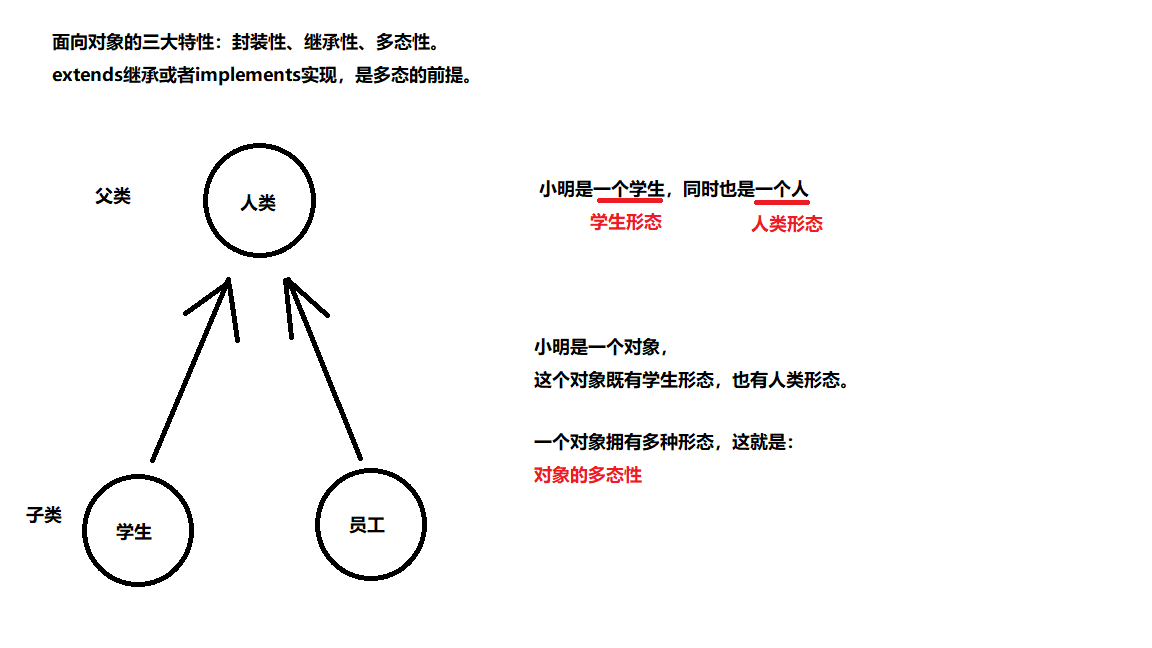 面向对象的三大特性：封装性、继承性、多态性。
extends继承或者implements实现，是多态的前提。
父类
人类
小明是一个学生，同时也是一个人
学生形态
人类形态
小明是一个对象，
这个对象既有学生形态，也有人类形态。
一个对象拥有多种形态，这就是：
对象的多态性
子类
学生
员工